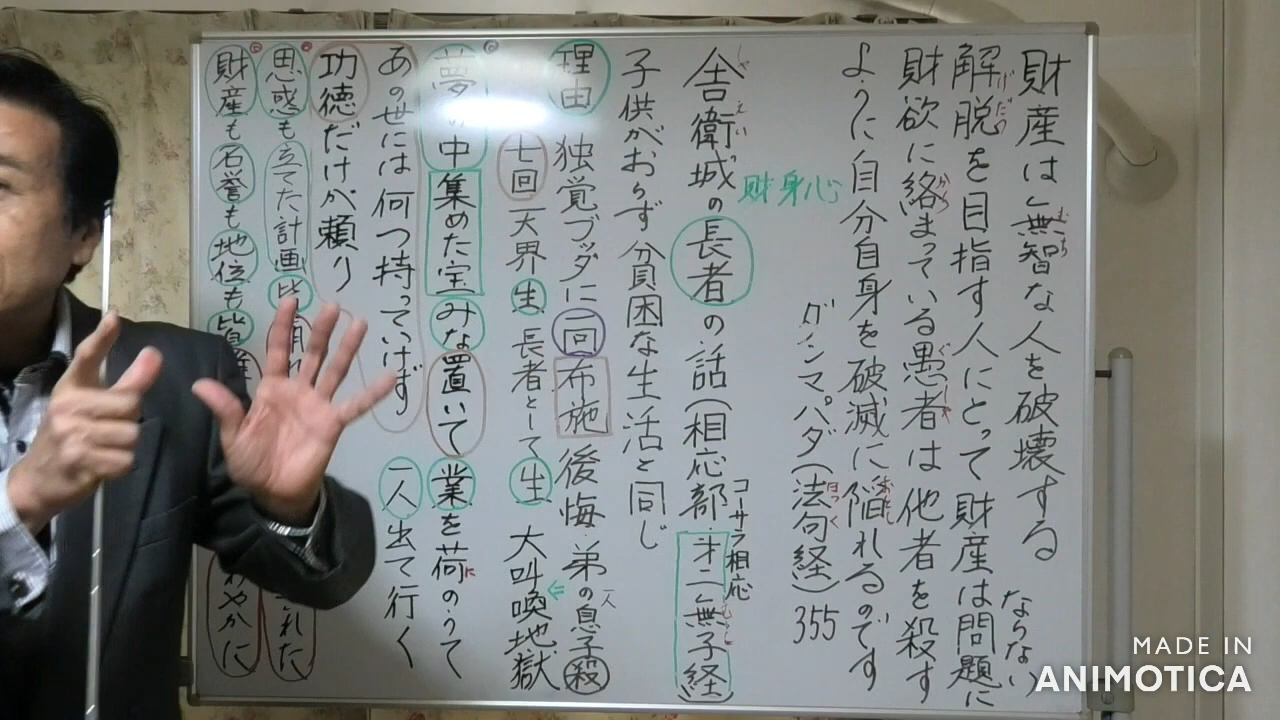 財産は無智な人を破壊する
解脱を目指す人にとって財産は問題に
ならない
財欲に絡まっている愚者は他者を殺す
ように自分自身を破滅に陥れるのです
ダンマパダ(法句経)355
財身心
舎衛城の長者の話(相応部・才一無子経)
コーサラ相応
子供がおらず貧困な生活と同じ
理由 独覚ブッダに一回布施 後悔・弟の一人息子殺
七回 天界生 長者として生 大叫喚地獄
夢の中集めた宝みな置いて業を荷のうて
あの世には何一つ持っていけず 一人出て行く
功徳だけが頼り
思惑も立てた計画
財産も名誉も地位も皆
MADE IN
ANIMOTICA